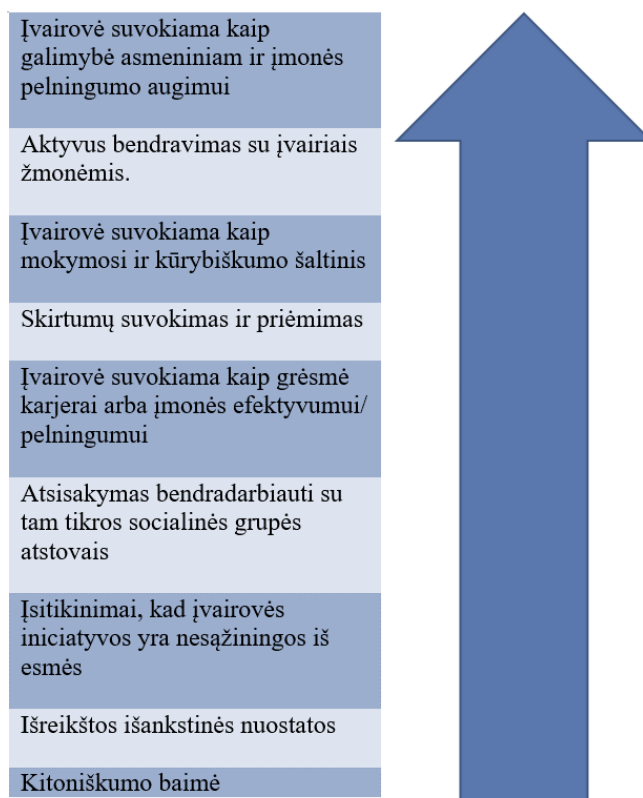 Įvairovė suvokiama kaip
galimybė asmeniniam ir įmonės
pelningumo augimui
Aktyvus bendravimas su įvairiais
žmonėmis.
Įvairovė suvokiama kaip
mokymosi ir kūrybiškumo šaltinis
Skirtumų suvokimas ir priėmimas
Įvairovė suvokiama kaip grėsmė
karjerai arba įmonės efektyvumui/
pelningumui
Atsisakymas bendradarbiauti su
tam tikros socialinės grupės
atstovais
Įsitikinimai, kad įvairovės
iniciatyvos yra nesąžiningos iš
esmės
Išreikštos išankstinės nuostatos
Kitoniškumo baimė